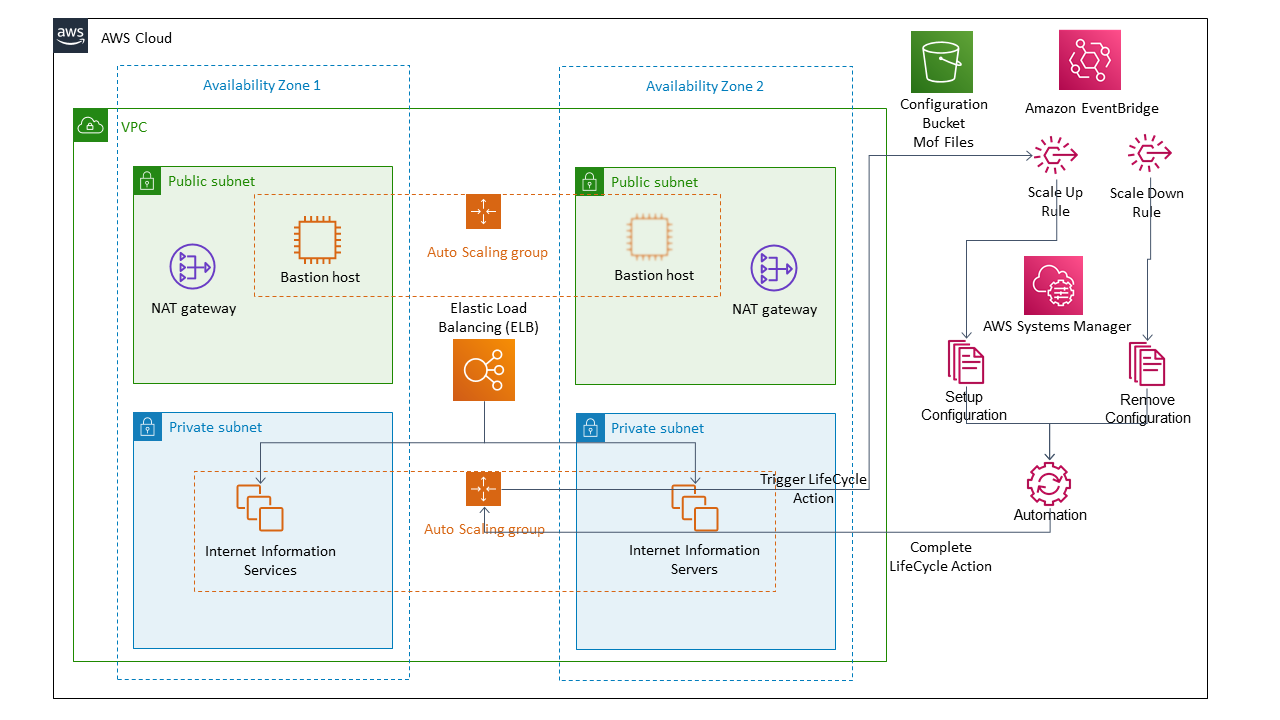 aws
AWS Cloud
Availability Zone 1
Availability Zone 2
Configuration
Bucket
Mof Files
Amazon EventBridge
VPC
Public subnet
Public subnet
Scale Up
Rule
Scale Down
Rule
Auto Scaling group
Bastion host
Bastion host
NAT gateway
NAT gateway
Elastic Load
Balancing (ELB)
AWS Systems Manager
Setup
Configuration
Remove
Configuration
Private subnet
Private subnet
Trigger LifeCycle
Action
Auto Scaling group
Automation
Internet Information
Services
Internet Information
Servers
Complete
LifeCycle Action